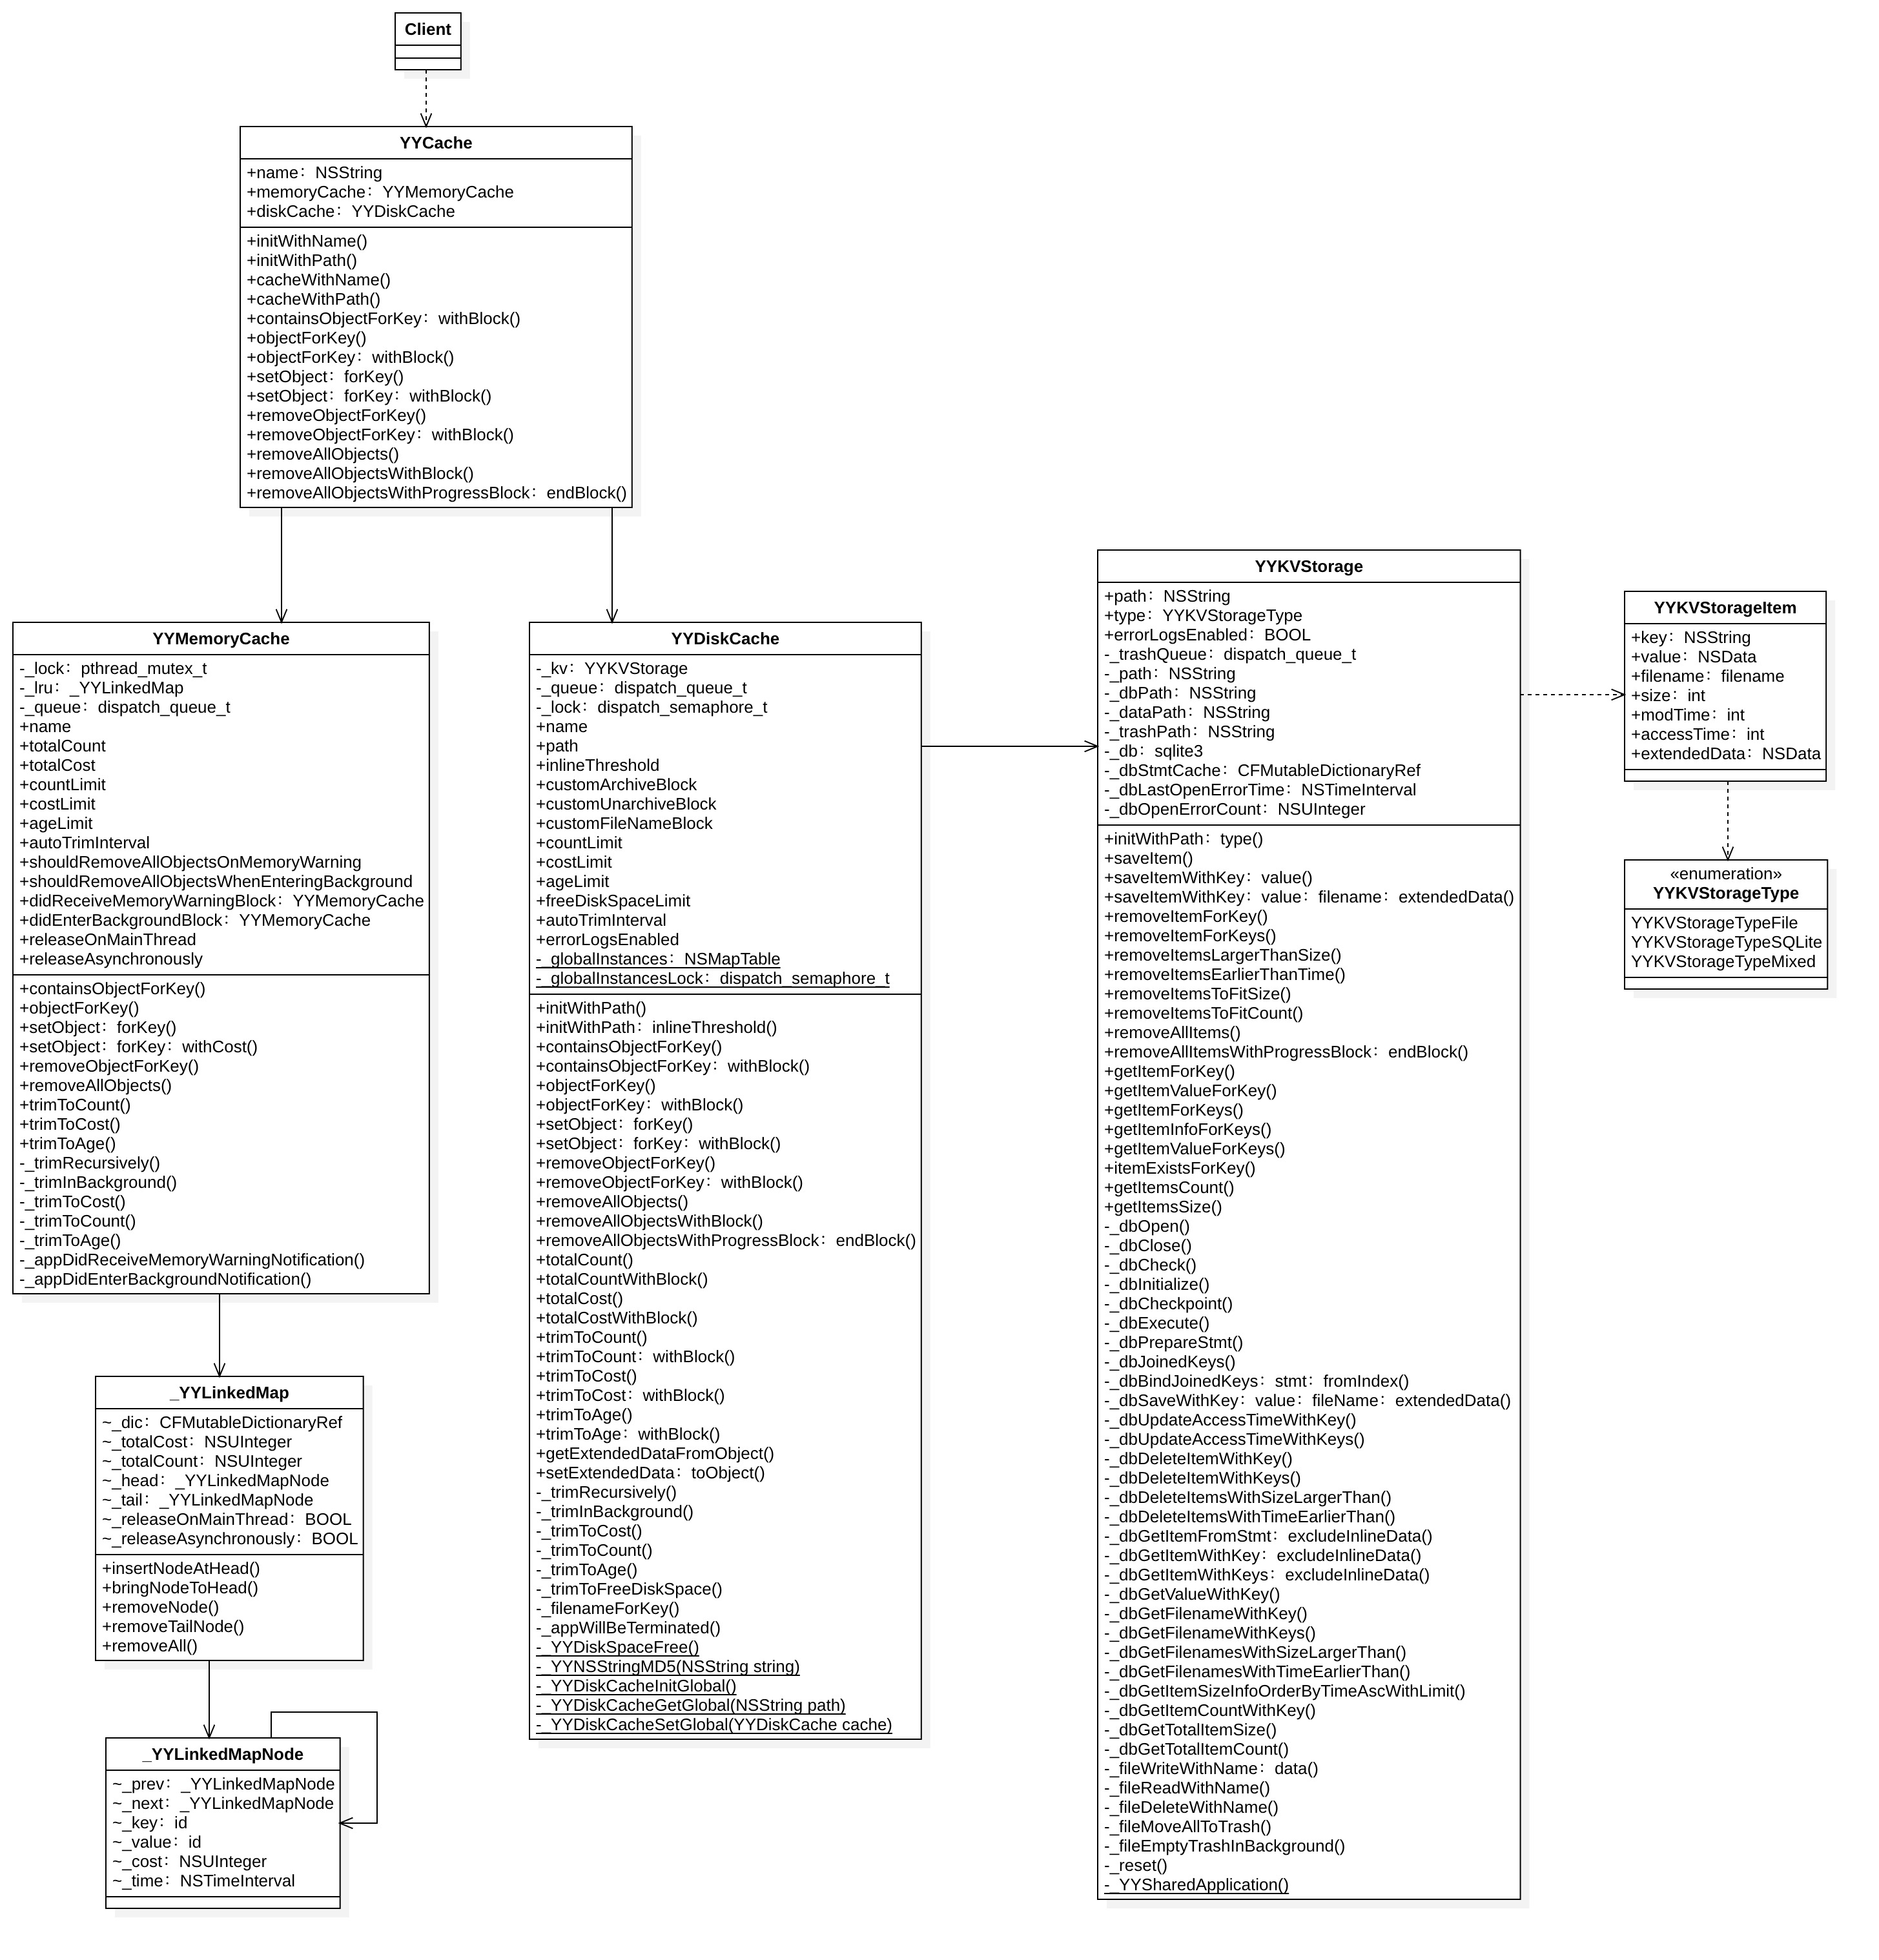 Client
YYCache
+name：NSString
+memoryCache：YYMemoryCache
+diskCache：YYDiskCache
+initWithName()
+initWithPath()
+cacheWithName()
+cacheWithPath()
+containsObjectForKey：withBlock()
+objectForKey()
+objectForKey：withBlock()
+setObject：forKey()
+setObject：forKey：withBlock()
+removeObjectForKey()
+removeObjectForKey：withBlock()
+removeAllObjects()
+removeAllObjectsWithBlock()
+removeAllObjectsWithProgressBlock：endBlock()
YYMemoryCache
-_lock：pthread_mutex_t
-_lru：_YYLinkedMap
-_queue：dispatch_queue_t
+name
+totalCount
+totalCost
+countLimit
+costLimit
+ageLimit
+autoTrimInterval
+shouldRemoveAllObjectsOnMemoryWarning
+shouldRemoveAllObjectsWhenEnteringBackground
+didReceiveMemoryWarningBlock：YYMemoryCache
+didEnterBackgroundBlock：YYMemoryCache
+releaseOnMainThread
+releaseAsynchronously
+containsObjectForKey()
+objectForKey()
+setObject：forKey()
+setObject：forKey：withCost()
+removeObjectForKey()
+removeAllObjects()
+trimToCount()
+trimToCost()
+trimToAge()
-_trimRecursively()
-_trimInBackground()
-_trimToCost()
-_trimToCount()
-_trimToAge()
-_appDidReceiveMemoryWarningNotification()
-_appDidEnterBackgroundNotification()
_YYLinkedMap
~_dic：CFMutableDictionaryRef
~_totalCost：NSUInteger
~_totalCount：NSUInteger
~_head：_YYLinkedMapNode
~_tail：_YYLinkedMapNode
~_releaseOnMainThread：BOOL
~_releaseAsynchronously：BOOL
+insertNodeAtHead()
+bringNodeToHead()
+removeNode()
+removeTailNode()
+removeAll()
_YYLinkedMapNode
~_prev：_YYLinkedMapNode
~_next：_YYLinkedMapNode
~_key：id
~_value：id
~_cost：NSUInteger
~_time：NSTimeInterval
YYDiskCache
-_kv：YYKVStorage
-_queue：dispatch_queue_t
-_lock：dispatch_semaphore_t
+name
+path
+inlineThreshold
+customArchiveBlock
+customUnarchiveBlock
+customFileNameBlock
+countLimit
+costLimit
+ageLimit
+freeDiskSpaceLimit
+autoTrimInterval
+errorLogsEnabled
-_globalInstances：NSMapTable
-_globalInstancesLock：dispatch_semaphore_t
+initWithPath()
+initWithPath：inlineThreshold()
+containsObjectForKey()
+containsObjectForKey：withBlock()
+objectForKey()
+objectForKey：withBlock()
+setObject：forKey()
+setObject：forKey：withBlock()
+removeObjectForKey()
+removeObjectForKey：withBlock()
+removeAllObjects()
+removeAllObjectsWithBlock()
+removeAllObjectsWithProgressBlock：endBlock()
+totalCount()
+totalCountWithBlock()
+totalCost()
+totalCostWithBlock()
+trimToCount()
+trimToCount：withBlock()
+trimToCost()
+trimToCost：withBlock()
+trimToAge()
+trimToAge：withBlock()
+getExtendedDataFromObject()
+setExtendedData：toObject()
-_trimRecursively()
-_trimInBackground()
-_trimToCost()
-_trimToCount()
-_trimToAge()
-_trimToFreeDiskSpace()
-_filenameForKey()
-_appWillBeTerminated()
-_YYDiskSpaceFree()
-_YYNSStringMD5(NSString string)
-_YYDiskCacheInitGlobal()
-_YYDiskCacheGetGlobal(NSString path)
-_YYDiskCacheSetGlobal(YYDiskCache cache)
YYKVStorage
+path：NSString
+type：YYKVStorageType
+errorLogsEnabled：BOOL
-_trashQueue：dispatch_queue_t
-_path：NSString
-_dbPath：NSString
-_dataPath：NSString
-_trashPath：NSString
-_db：sqlite3
-_dbStmtCache：CFMutableDictionaryRef
-_dbLastOpenErrorTime：NSTimeInterval
-_dbOpenErrorCount：NSUInteger
+initWithPath：type()
+saveItem()
+saveItemWithKey：value()
+saveItemWithKey：value：filename：extendedData()
+removeItemForKey()
+removeItemForKeys()
+removeItemsLargerThanSize()
+removeItemsEarlierThanTime()
+removeItemsToFitSize()
+removeItemsToFitCount()
+removeAllItems()
+removeAllItemsWithProgressBlock：endBlock()
+getItemForKey()
+getItemValueForKey()
+getItemForKeys()
+getItemInfoForKeys()
+getItemValueForKeys()
+itemExistsForKey()
+getItemsCount()
+getItemsSize()
-_dbOpen()
-_dbClose()
-_dbCheck()
-_dbInitialize()
-_dbCheckpoint()
-_dbExecute()
-_dbPrepareStmt()
-_dbJoinedKeys()
-_dbBindJoinedKeys：stmt：fromIndex()
-_dbSaveWithKey：value：fileName：extendedData()
-_dbUpdateAccessTimeWithKey()
-_dbUpdateAccessTimeWithKeys()
-_dbDeleteItemWithKey()
-_dbDeleteItemWithKeys()
-_dbDeleteItemsWithSizeLargerThan()
-_dbDeleteItemsWithTimeEarlierThan()
-_dbGetItemFromStmt：excludeInlineData()
-_dbGetItemWithKey：excludeInlineData()
-_dbGetItemWithKeys：excludeInlineData()
-_dbGetValueWithKey()
-_dbGetFilenameWithKey()
-_dbGetFilenameWithKeys()
-_dbGetFilenamesWithSizeLargerThan()
-_dbGetFilenamesWithTimeEarlierThan()
-_dbGetItemSizeInfoOrderByTimeAscWithLimit()
-_dbGetItemCountWithKey()
-_dbGetTotalItemSize()
-_dbGetTotalItemCount()
-_fileWriteWithName：data()
-_fileReadWithName()
-_fileDeleteWithName()
-_fileMoveAllToTrash()
-_fileEmptyTrashInBackground()
-_reset()
-_YYSharedApplication()
YYKVStorageItem
+key：NSString
+value：NSData
+filename：filename
+size：int
+modTime：int
+accessTime：int
+extendedData：NSData
«enumeration»
YYKVStorageType
YYKVStorageTypeFile
YYKVStorageTypeSQLite
YYKVStorageTypeMixed